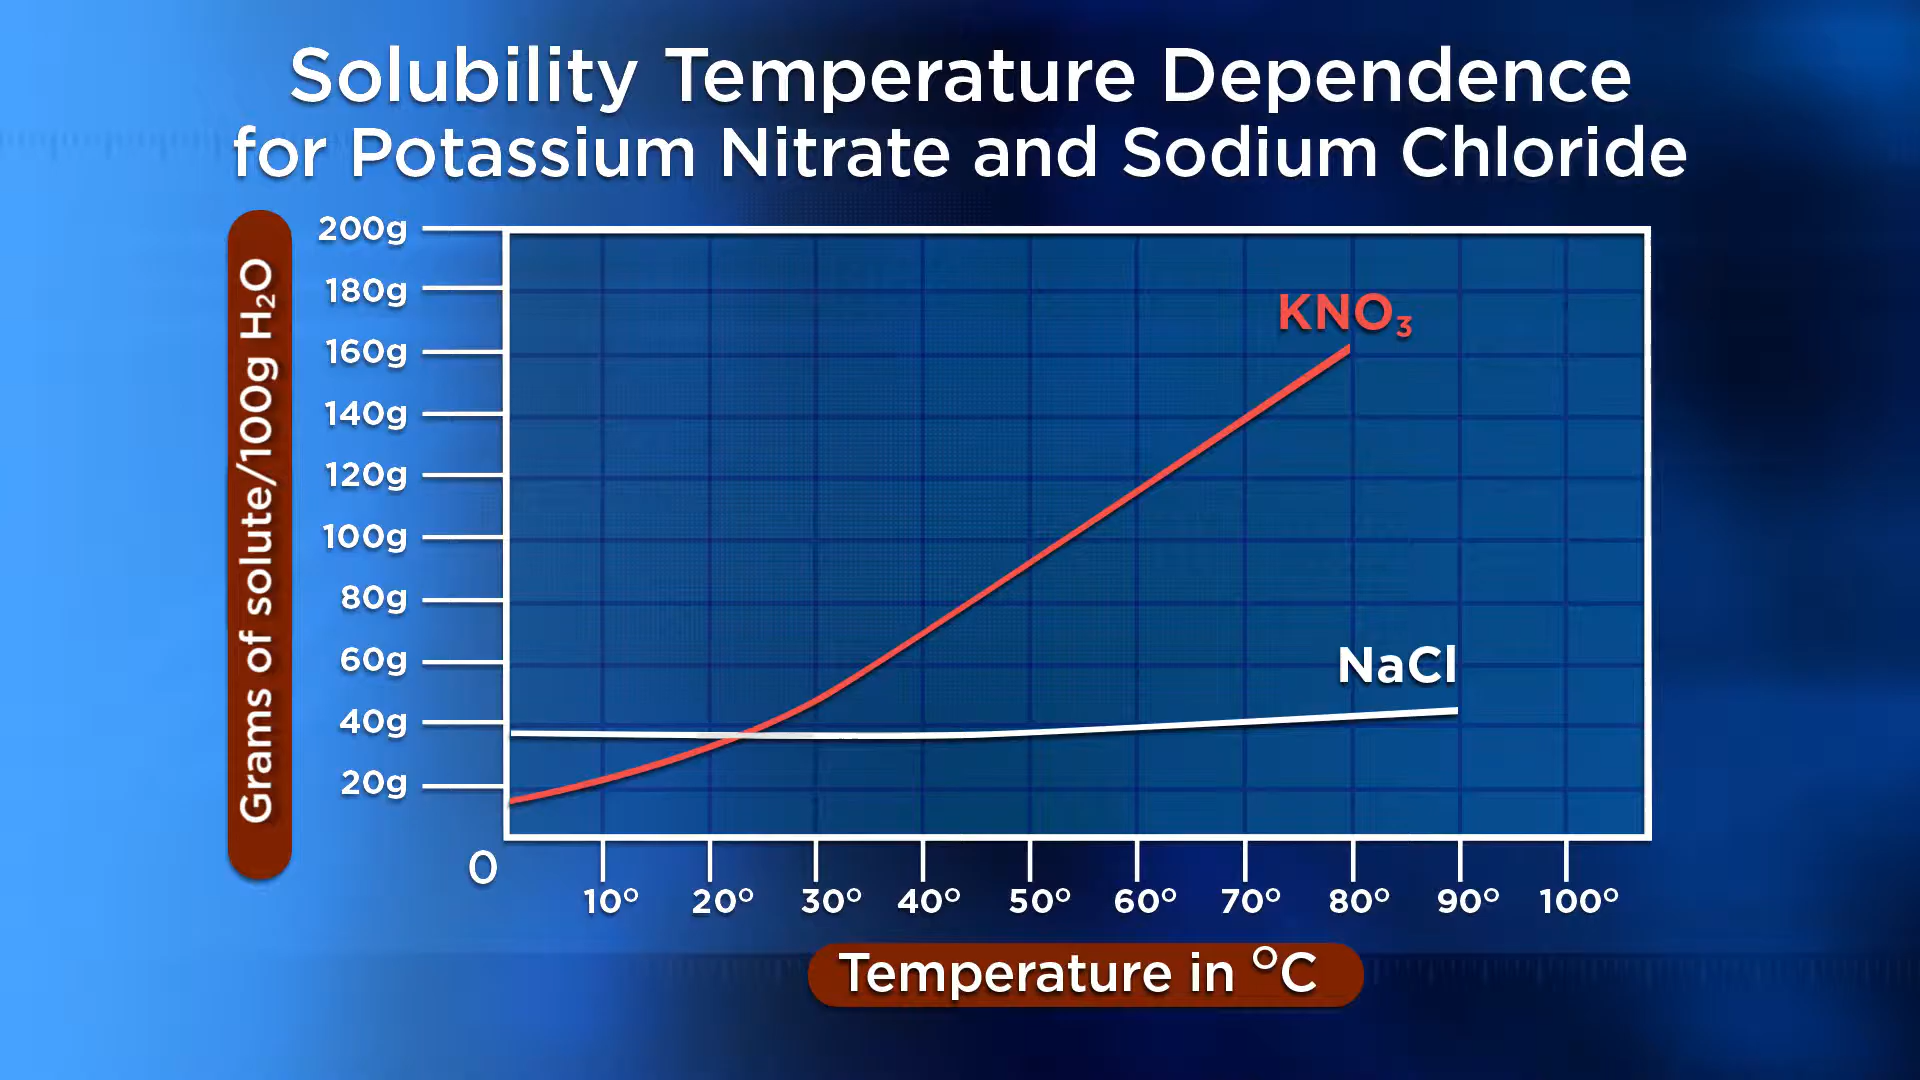 Solubility Temperature Dependence
for Potassium Nitrate and Sodium Chloride
Grams of solute/100g H₂O
200g
180g
160g
140g
120g
100g
80g
60g
40g
20g
KNO₃
NaCl
0
10° 20° 30° 40° 50° 60° 70° 80° 90° 100°
Temperature in °C